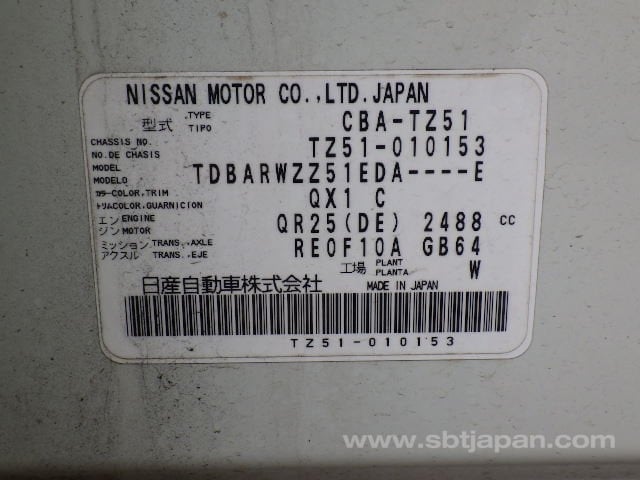 NISSAN MOTOR CO.,LTD.JAPAN
型式 TYPE TIPO CBA-TZ51
CHASSIS NO. NO.DE CHASIS TZ51-010153
MODEL MODELO TDBARWZZ51EDA----E
カラー COLOR,TRIM トリム COLOR,GUARNICION QX1 C
エンジン ENGINE MOTOR QR25(DE) 2488 cc
ミッション アクスル TRANS.,AXLE TRANS.,EJE RE0F10A GB64
工場 PLANT PLANTA W
日産自動車株式会社 MADE IN JAPAN
TZ51-010153
www.sbtjapan.com